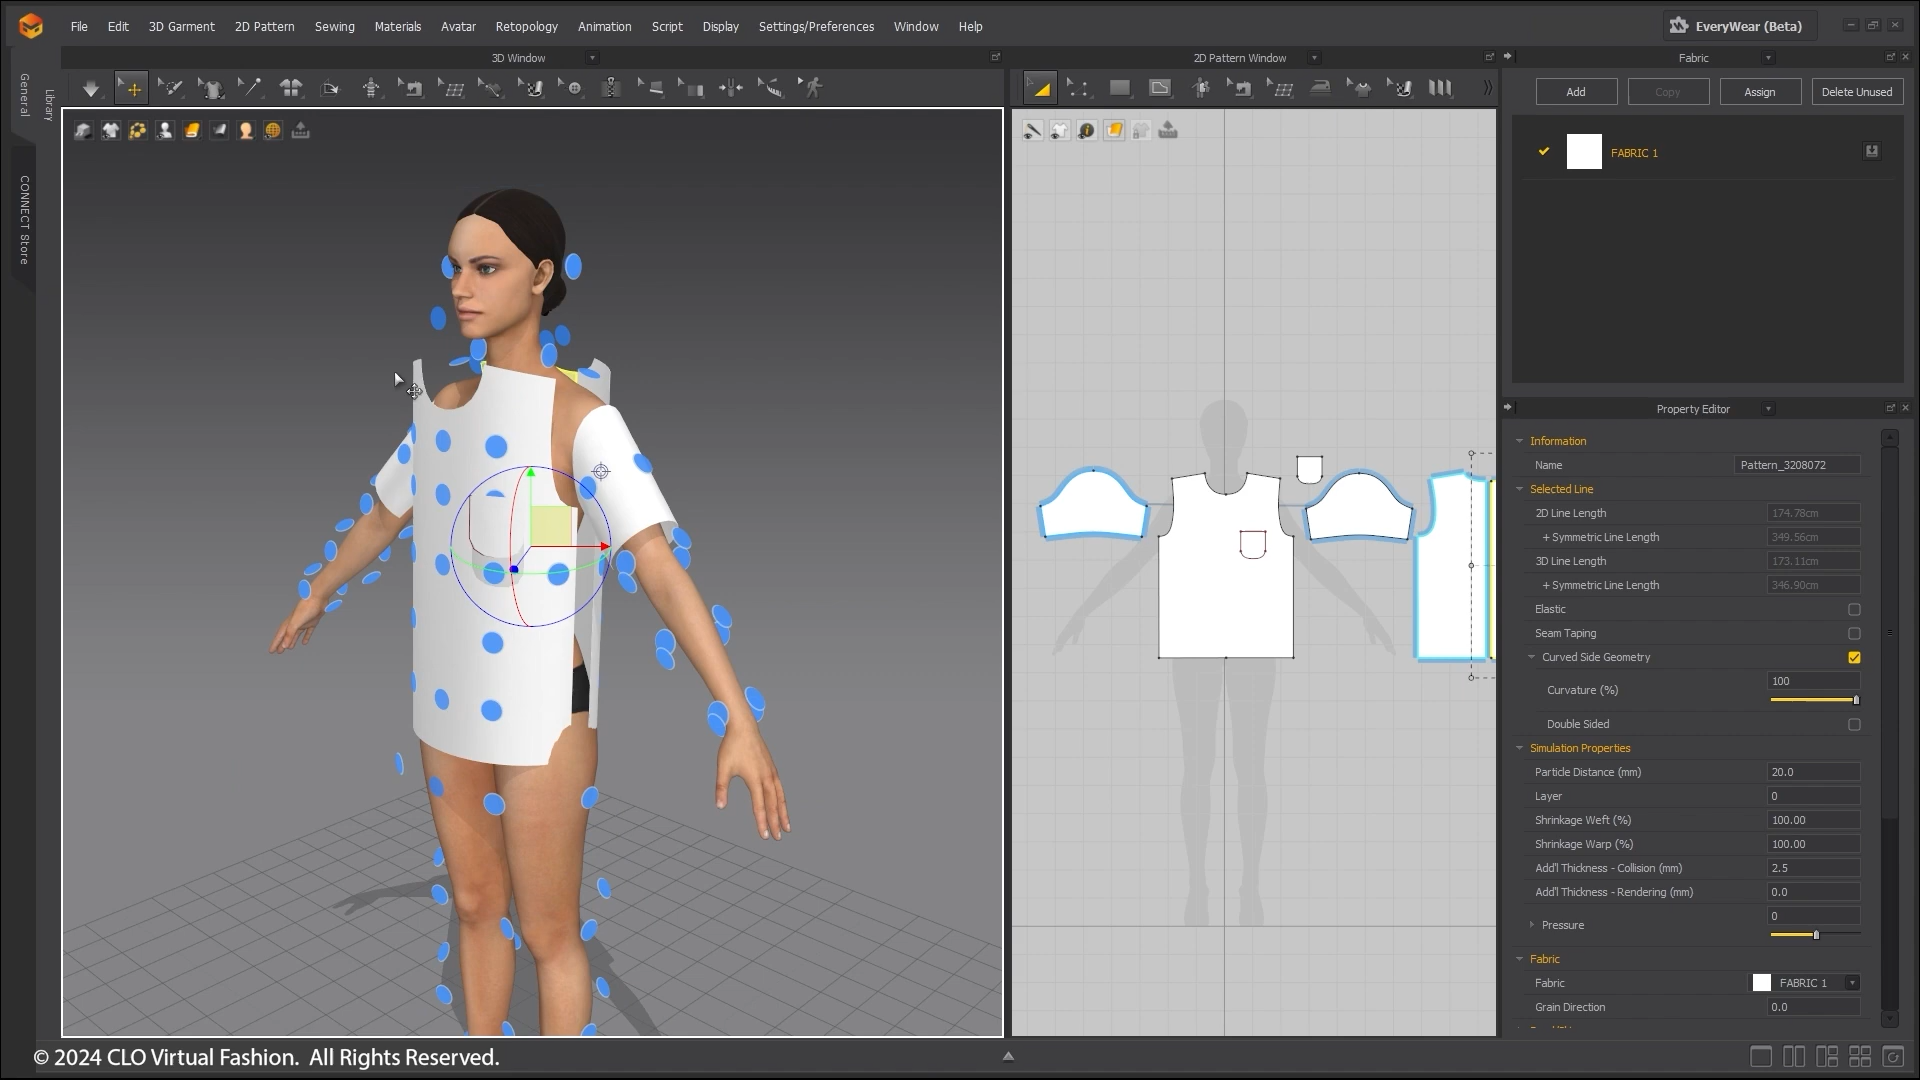 File Edit 3D Garment 2D Pattern Sewing Materials Avatar Retopology Animation Script Display Settings/Preferences Window Help
EveryWear (Beta)
General
Library
CONNECT Store
3D Window
2D Pattern Window
Fabric
Add Copy Assign Delete Unused
FABRIC 1
Property Editor
Information
Name Pattern_3208072
Selected Line
2D Line Length 174.78cm
+ Symmetric Line Length 349.56cm
3D Line Length 173.11cm
+ Symmetric Line Length 346.90cm
Elastic
Seam Taping
Curved Side Geometry
Curvature (%) 100
Double Sided
Simulation Properties
Particle Distance (mm) 20.0
Layer 0
Shrinkage Weft (%) 100.00
Shrinkage Warp (%) 100.00
Add'l Thickness - Collision (mm) 2.5
Add'l Thickness - Rendering (mm) 0.0
Pressure 0
Fabric
Fabric FABRIC 1
Grain Direction 0.0
© 2024 CLO Virtual Fashion. All Rights Reserved.